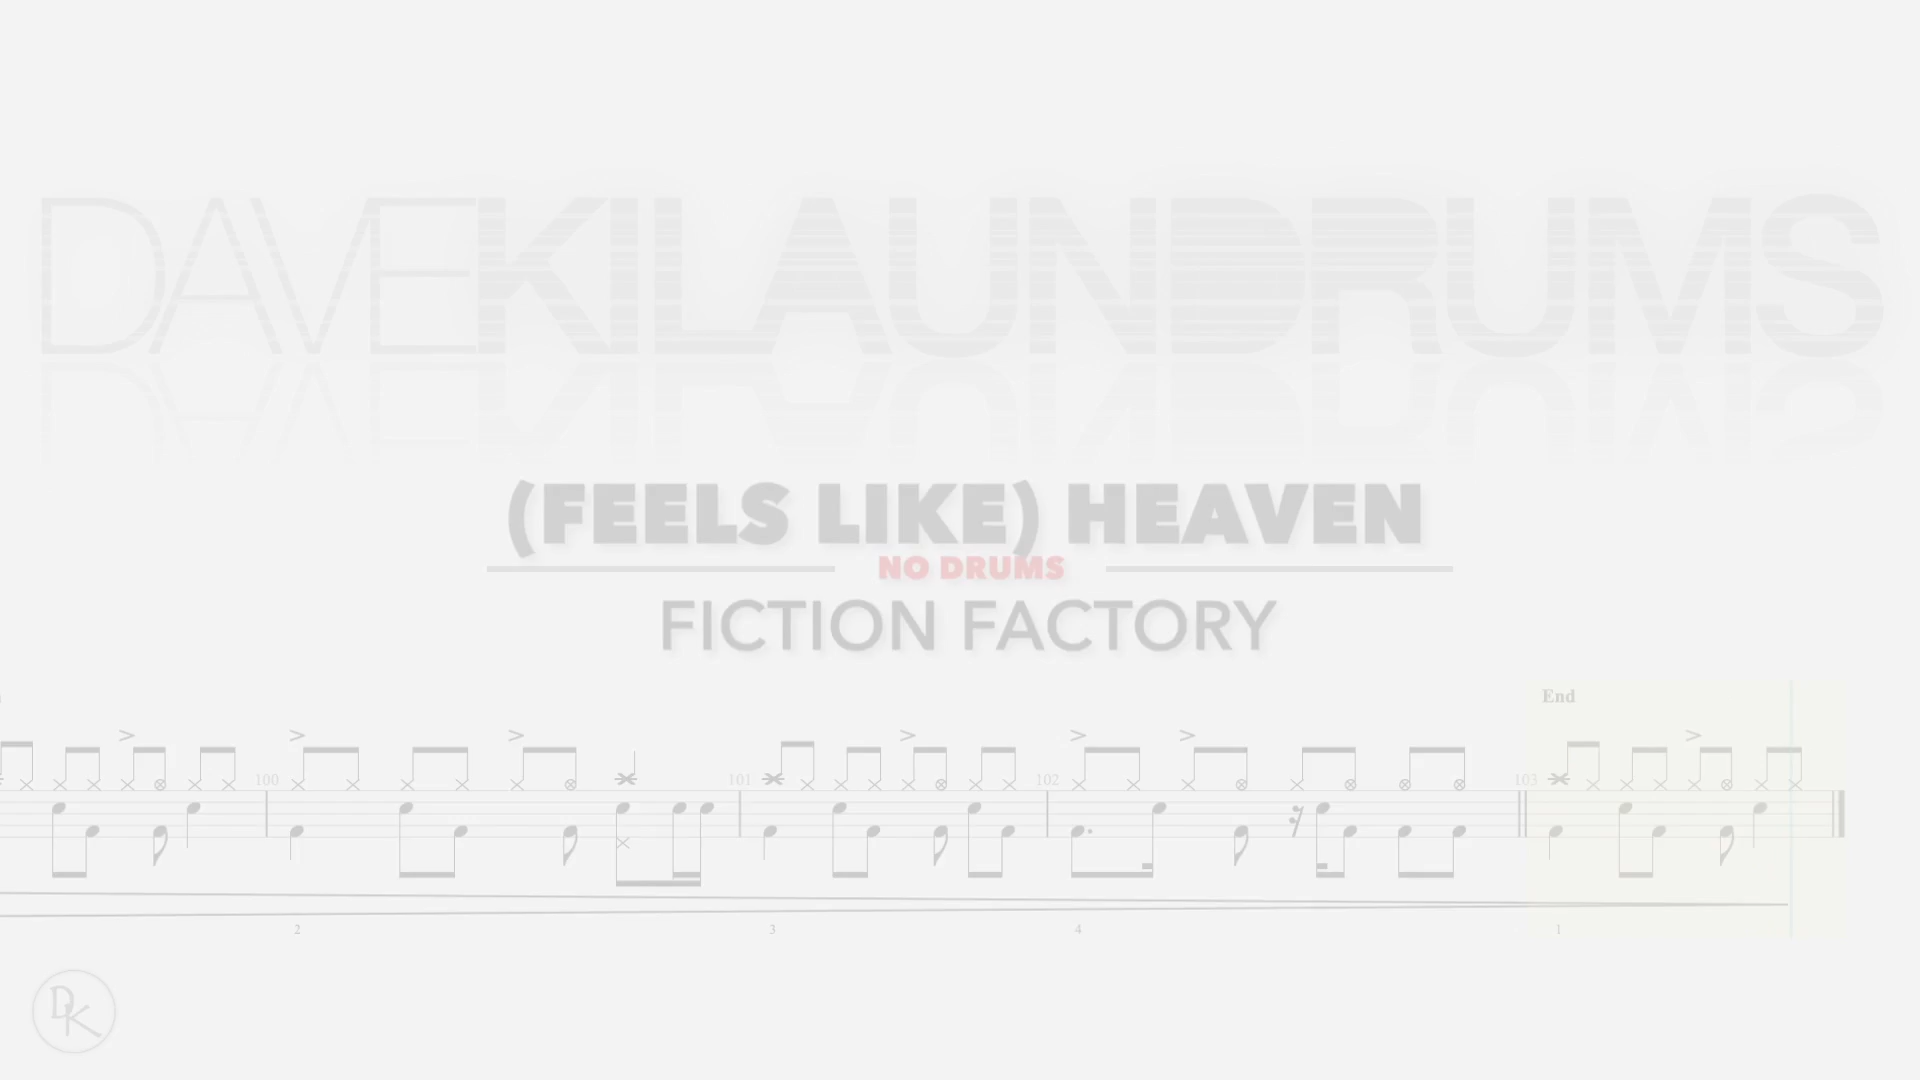 DAVEKILAUNDRUMS
(FEELS LIKE) HEAVEN
NO DRUMS
FICTION FACTORY
End
100 101 102 103
2 3 4 1
DK